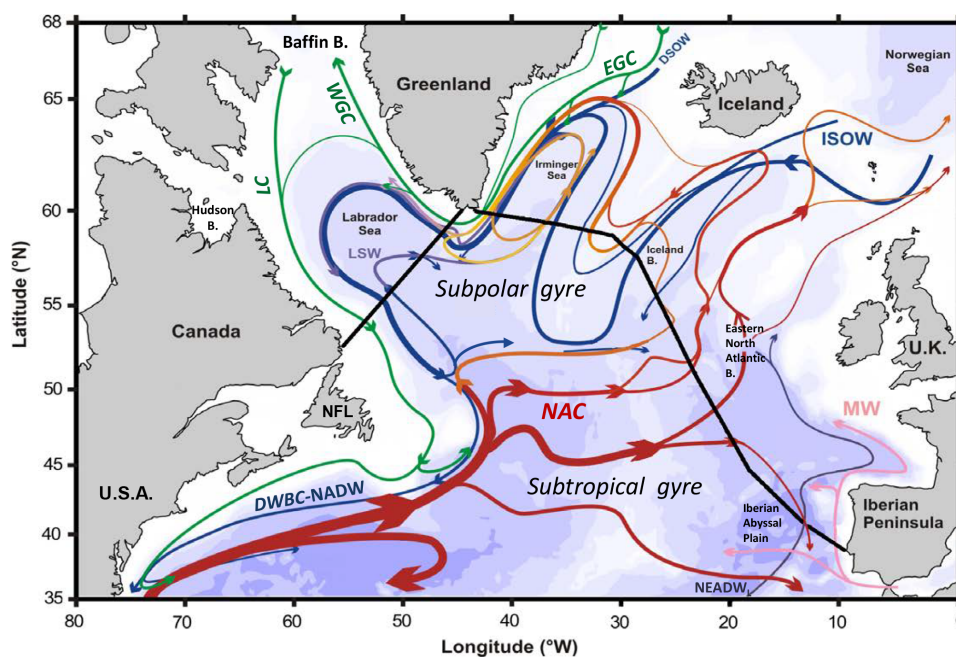 68
65
60
55
50
45
40
35
Latitude (°N)
80
70
60
50
40
30
20
10
0
Longitude (°W)
Baffin B.
Greenland
EGC
DSOW
Norwegian
Sea
WGC
Iceland
ISOW
LC
Irminger
Sea
Hudson
B.
Labrador
Sea
LSW
Iceland
B.
Subpolar gyre
Canada
Eastern
North
Atlantic
B.
U.K.
NFL
NAC
MW
U.S.A.
DWBC-NADW
Subtropical gyre
Iberian
Abyssal
Plain
Iberian
Peninsula
NEADWL